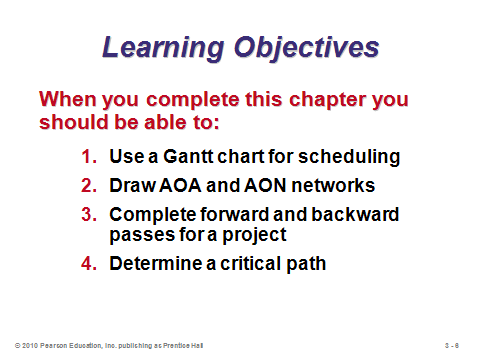 Learning Objectives
When you complete this chapter you
should be able to:
1. Use a Gantt chart for scheduling
2. Draw AOA and AON networks
3. Complete forward and backward
passes for a project
4. Determine a critical path
© 2010 Pearson Education, Inc. publishing as Prentice Hall
3 - 6